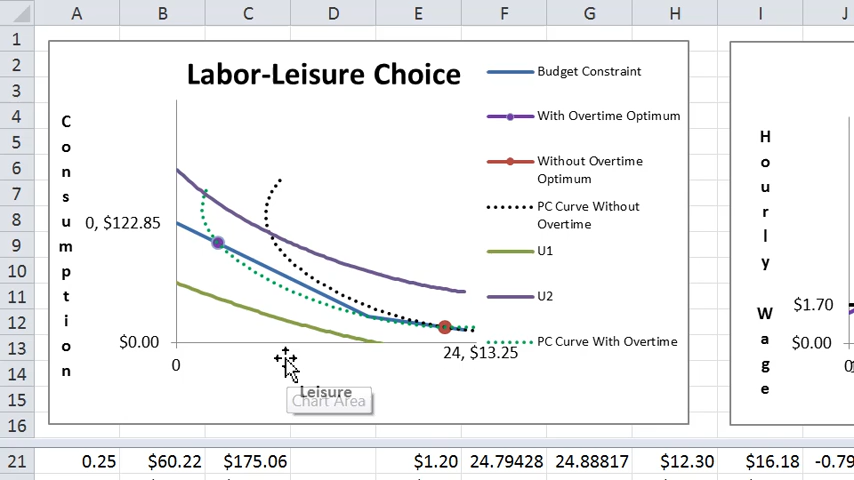 A B C D E F G H I J
1
2
3
4
5
6
7
8
9
10
11
12
13
14
15
16
21
Labor-Leisure Choice
Consumption
0, $122.85
$0.00
0
24, $13.25
Leisure
Chart Area
Budget Constraint
With Overtime Optimum
Without Overtime
Optimum
PC Curve Without
Overtime
U1
U2
PC Curve With Overtime
Hourly Wage
$1.70
$0.00
0.25 $60.22 $175.06 $1.20 24.79428 24.88817 $12.30 $16.18 -0.79